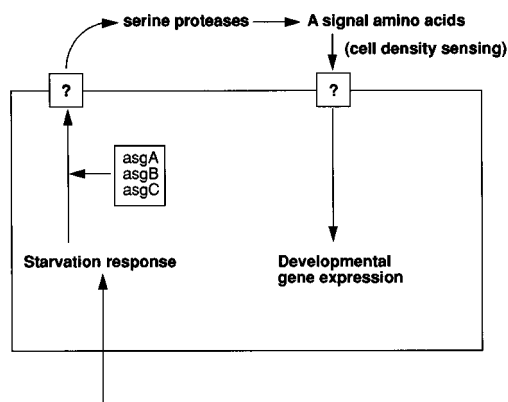 serine proteases
A signal amino acids
(cell density sensing)
?
?
asgA
asgB
asgC
Starvation response
Developmental
gene expression